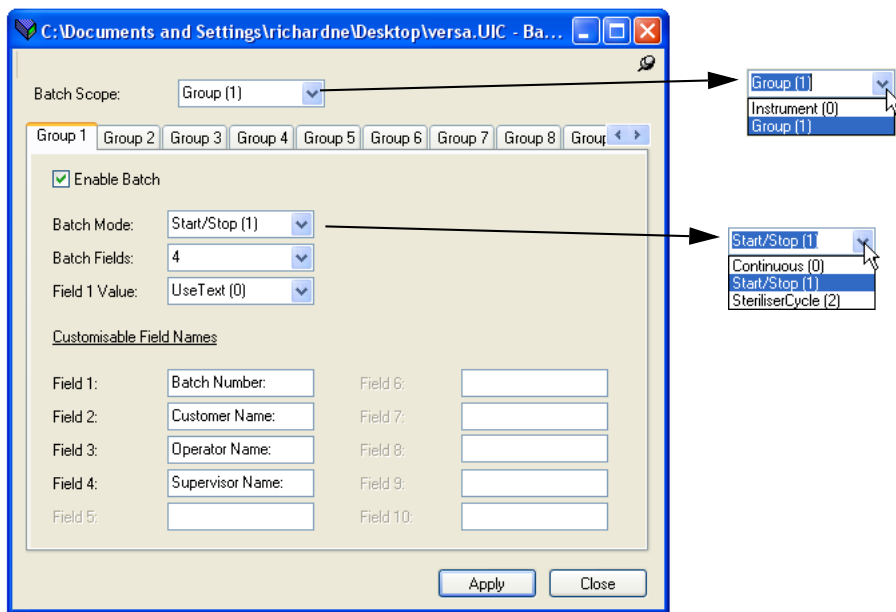 C:\Documents and Settings\richardne\Desktop\versa.UIC - Ba...
Batch Scope: Group (1)
Group (1)
Instrument (0)
Group (1)
Group 1 Group 2 Group 3 Group 4 Group 5 Group 6 Group 7 Group 8 Group
Enable Batch
Batch Mode: Start/Stop (1)
Start/Stop (1)
Continuous (0)
Start/Stop (1)
SteriliserCycle (2)
Batch Fields: 4
Field 1 Value: UseText (0)
Customisable Field Names
Field 1: Batch Number: Field 6:
Field 2: Customer Name: Field 7:
Field 3: Operator Name: Field 8:
Field 4: Supervisor Name: Field 9:
Field 5: Field 10:
Apply Close